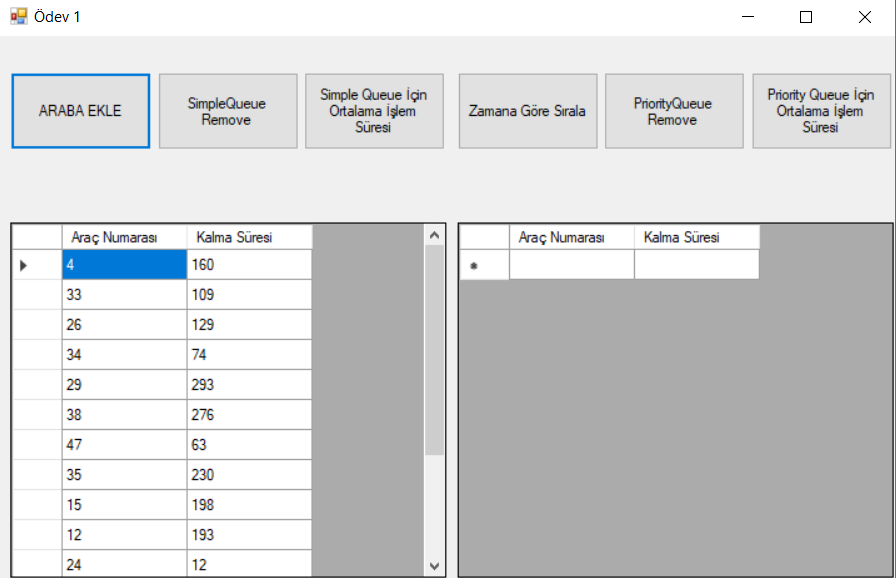 Ödev 1
ARABA EKLE
SimpleQueue
Remove
Simple Queue İçin
Ortalama İşlem
Süresi
Zamana Göre Sırala
PriorityQueue
Remove
Priority Queue İçin
Ortalama İşlem
Süresi
Araç Numarası Kalma Süresi
4 160
33 109
26 129
34 74
29 293
38 276
47 63
35 230
15 198
12 193
24 12
Araç Numarası Kalma Süresi